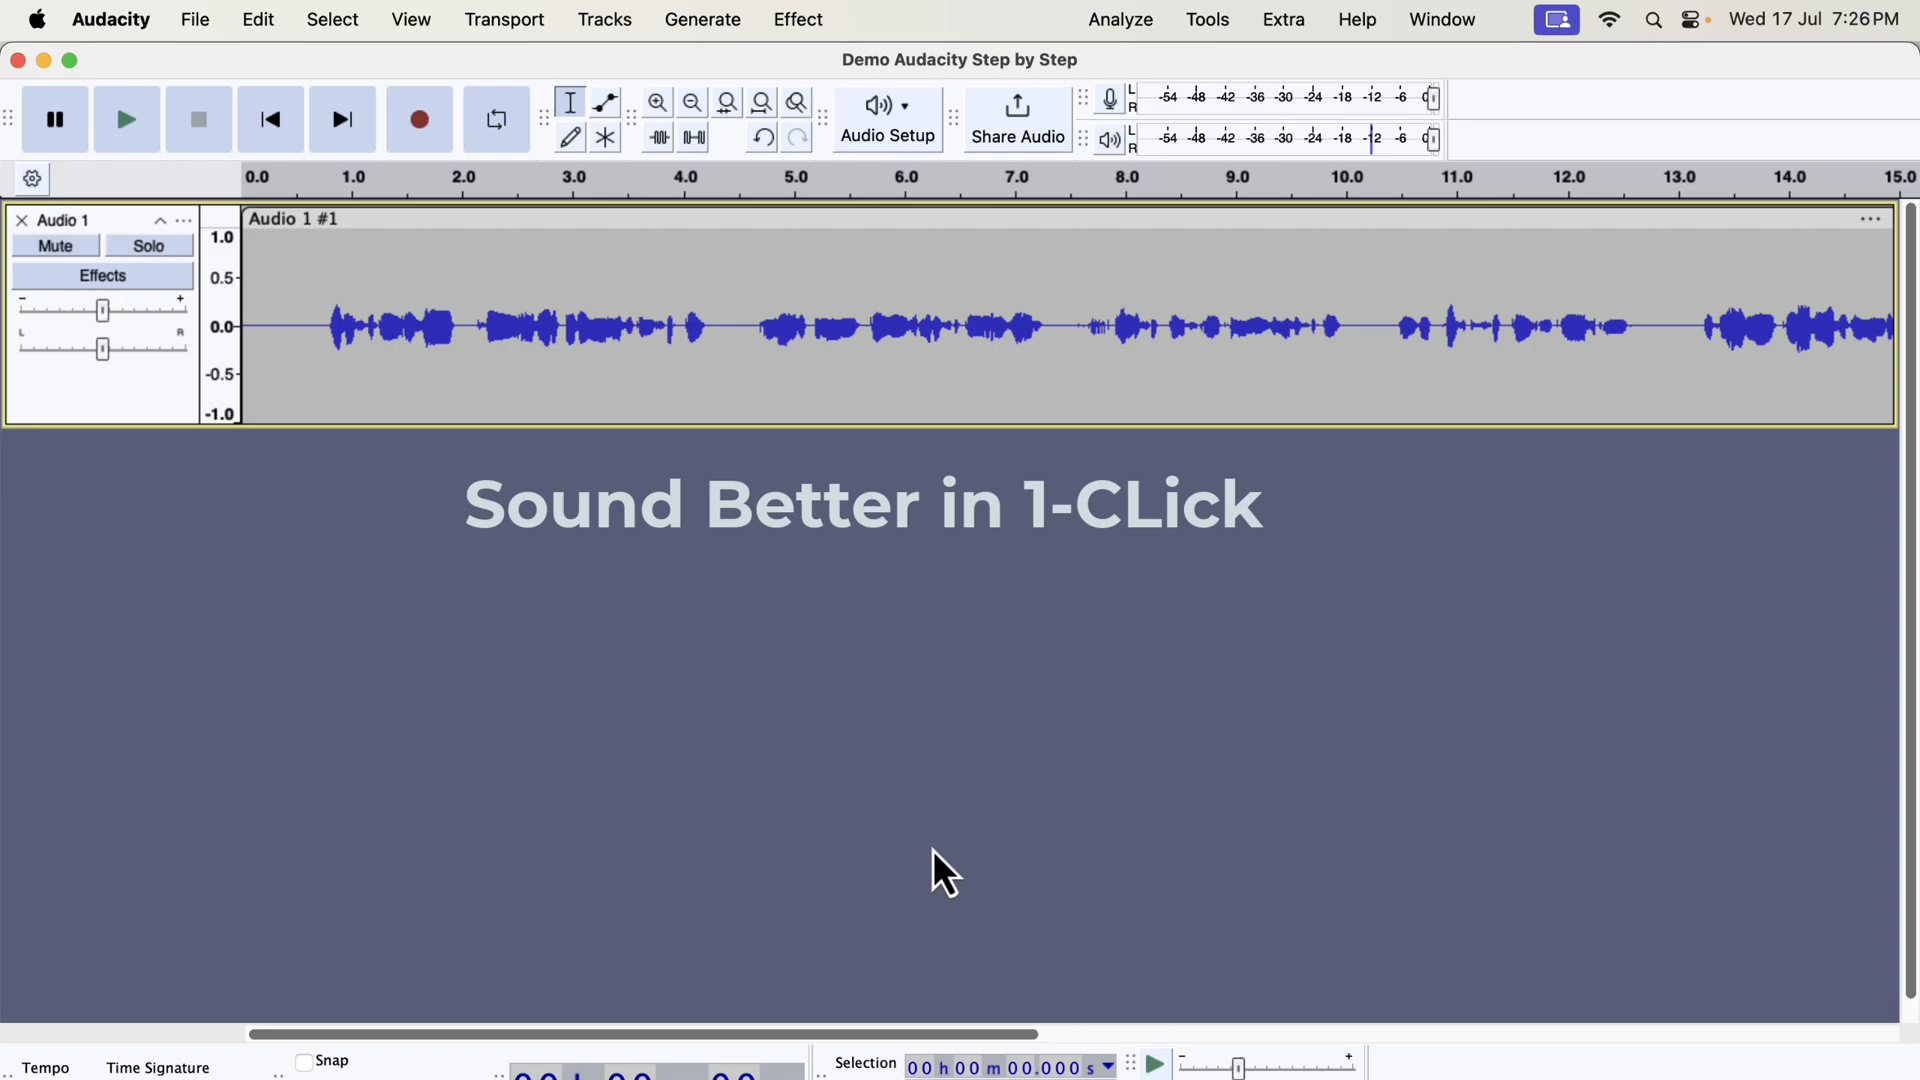 Audacity File Edit Select View Transport Tracks Generate Effect Analyze Tools Extra Help Window Wed 17 Jul 7:26 PM
Demo Audacity Step by Step
L -54 -48 -42 -36 -30 -24 -18 -12 -6 0
R
Audio Setup Share Audio
L -54 -48 -42 -36 -30 -24 -18 -12 -6 0
R
0.0 1.0 2.0 3.0 4.0 5.0 6.0 7.0 8.0 9.0 10.0 11.0 12.0 13.0 14.0 15.0
Audio 1 ... Audio 1 #1 ...
Mute Solo 1.0
Effects 0.5
- +
L R 0.0
-0.5
-1.0
Sound Better in 1-CLick
Tempo Time Signature Snap Selection 00 h 00 m 00.000 s - +